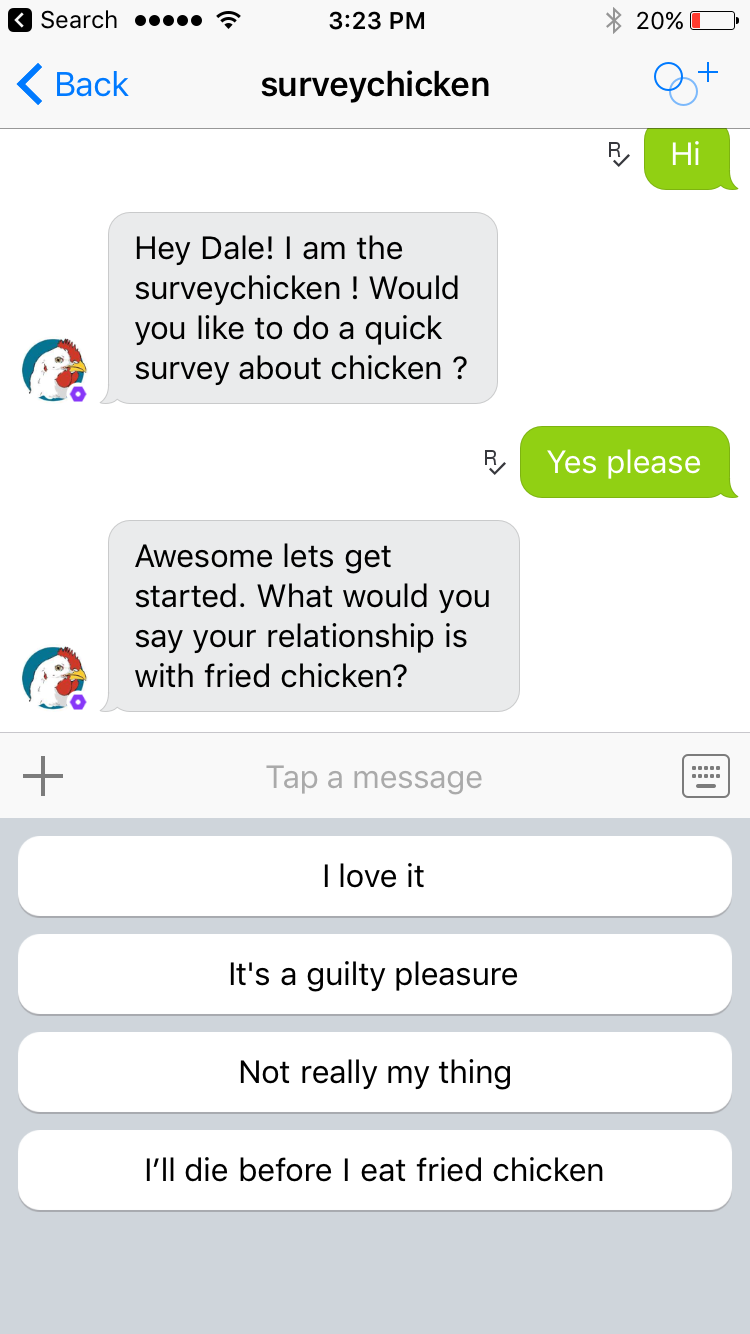 Search 3:23 PM 20%
Back surveychicken
R Hi
Hey Dale! I am the
surveychicken ! Would
you like to do a quick
survey about chicken ?
R Yes please
Awesome lets get
started. What would you
say your relationship is
with fried chicken?
Tap a message
I love it
It's a guilty pleasure
Not really my thing
I’ll die before I eat fried chicken